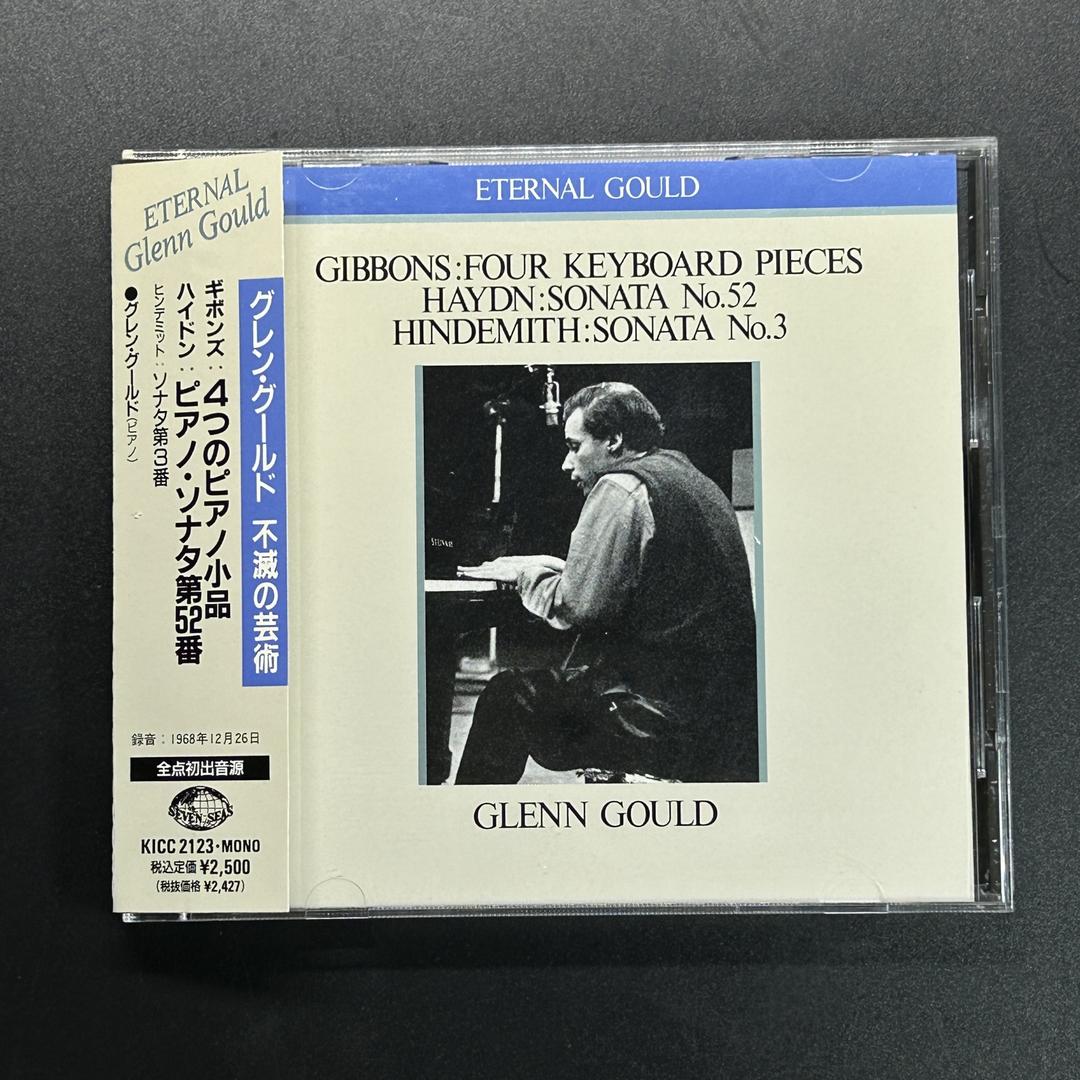 ETERNAL
Glenn Gould
グレン・グールド 不滅の芸術
ギボンズ:4つのピアノ小品
ハイドン:ピアノ・ソナタ第52番
ヒンデミット:ソナタ第3番
●グレン・グールド(ピアノ)
録音:1968年12月26日
全点初出音源
SEVEN SEAS
KICC 2123・MONO
税込定価 ¥2,500
(税抜価格 ¥2,427)
ETERNAL GOULD
GIBBONS:FOUR KEYBOARD PIECES
HAYDN:SONATA No.52
HINDEMITH:SONATA No.3
STEINWAY
GLENN GOULD